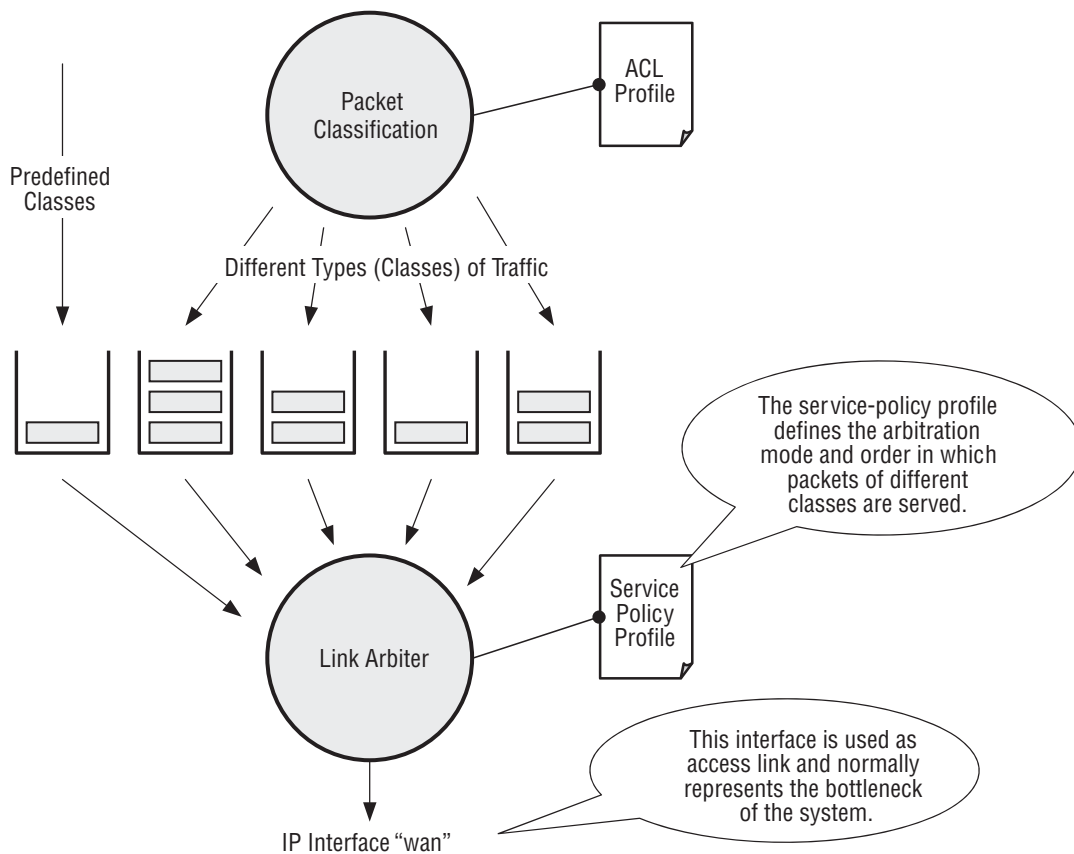 ACL
Profile
Packet
Classification
Predefined
Classes
Different Types (Classes) of Traffic
The service-policy profile
defines the arbitration
mode and order in which
packets of different
classes are served.
Service
Policy
Profile
Link Arbiter
This interface is used as
access link and normally
represents the bottleneck
of the system.
IP Interface “wan”